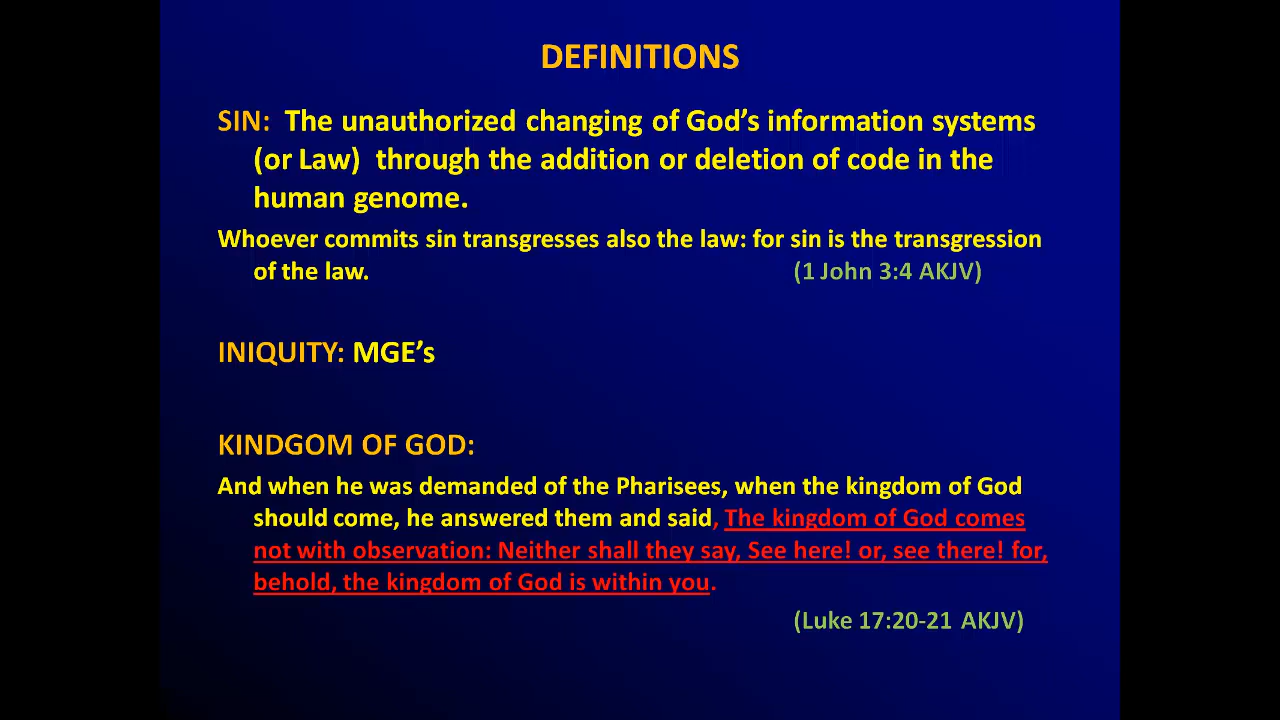 DEFINITIONS
SIN: The unauthorized changing of God’s information systems
(or Law) through the addition or deletion of code in the
human genome.
Whoever commits sin transgresses also the law: for sin is the transgression
of the law. (1 John 3:4 AKJV)
INIQUITY: MGE’s
KINDGOM OF GOD:
And when he was demanded of the Pharisees, when the kingdom of God
should come, he answered them and said, The kingdom of God comes
not with observation: Neither shall they say, See here! or, see there! for,
behold, the kingdom of God is within you.
(Luke 17:20-21 AKJV)